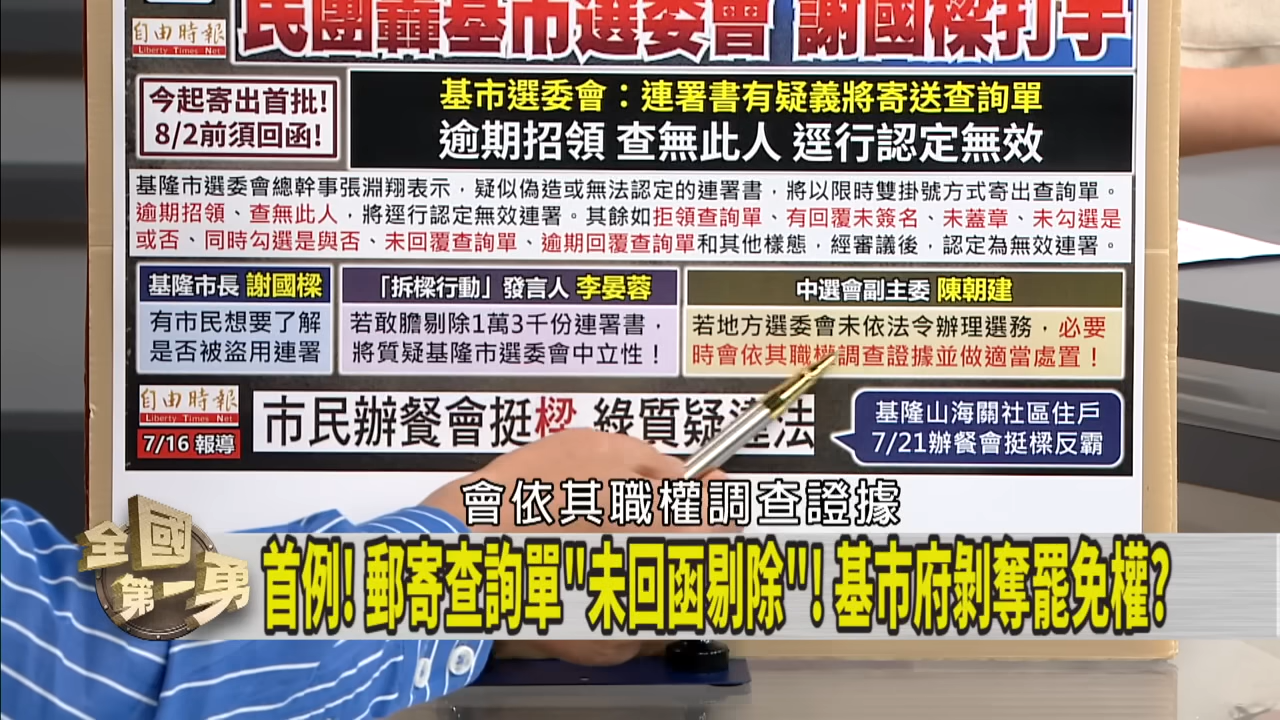 自由時報
Liberty Times Net
民團轟基市選委會 謝國樑打手
今起寄出首批!
8/2前須回函!
基市選委會：連署書有疑義將寄送查詢單
逾期招領 查無此人 逕行認定無效
基隆市選委會總幹事張淵翔表示，疑似偽造或無法認定的連署書，將以限時雙掛號方式寄出查詢單。
逾期招領、查無此人，將逕行認定無效連署。其餘如拒領查詢單、有回覆未簽名、未蓋章、未勾選是
或否、同時勾選是與否、未回覆查詢單、逾期回覆查詢單和其他樣態，經審議後，認定為無效連署。
基隆市長 謝國樑
有市民想要了解
是否被盜用連署
「拆樑行動」發言人 李晏蓉
若敢膽剔除1萬3千份連署書，
將質疑基隆市選委會中立性！
中選會副主委 陳朝建
若地方選委會未依法令辦理選務，必要
時會依其職權調查證據並做適當處置！
自由時報
Liberty Times Net
7/16 報導
市民辦餐會挺樑 綠質疑違法
基隆山海關社區住戶
7/21辦餐會挺樑反霸
會依其職權調查證據
全國第一勇
首例! 郵寄查詢單"未回函剔除"! 基市府剝奪罷免權?